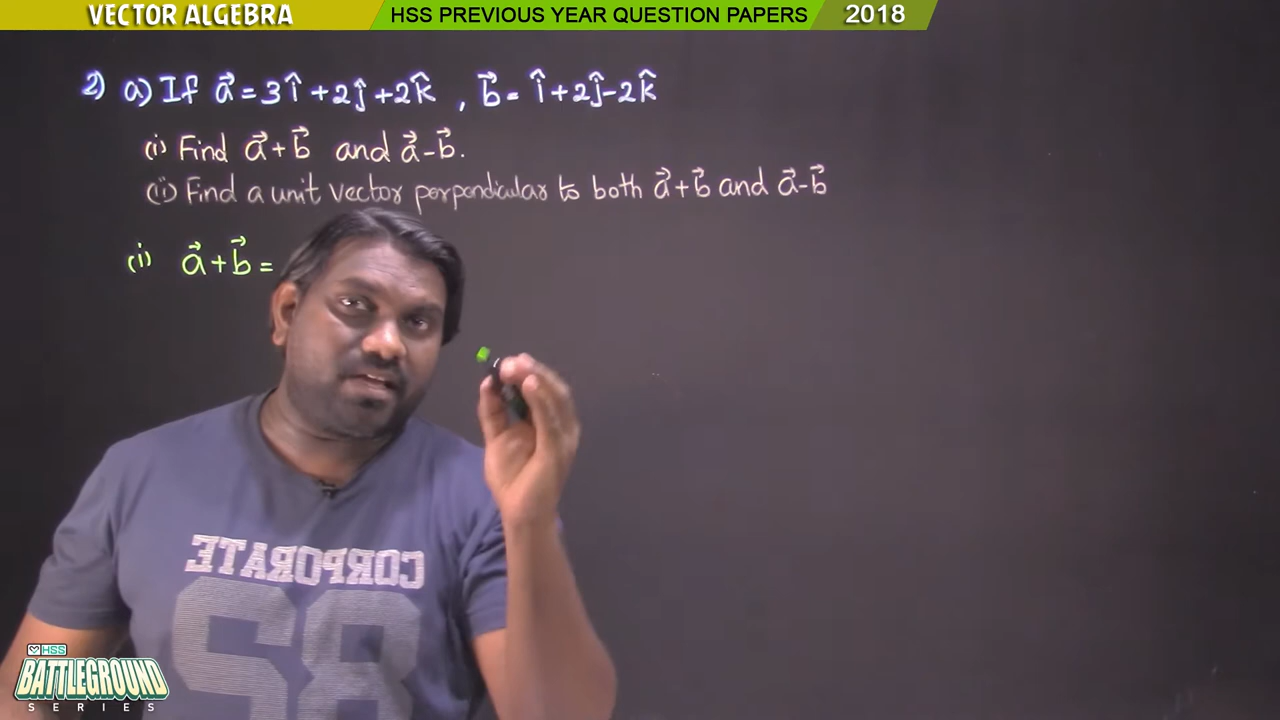 VECTOR ALGEBRA HSS PREVIOUS YEAR QUESTION PAPERS 2018
2) a) If a⃗ = 3î + 2ĵ + 2k̂ , b⃗ = î + 2ĵ - 2k̂
(i) Find a⃗ + b⃗ and a⃗ - b⃗.
(ii) Find a unit vector perpendicular to both a⃗ + b⃗ and a⃗ - b⃗
(i) a⃗ + b⃗ =
CORPORATE
82
HSS
BATTLEGROUND
SERIES